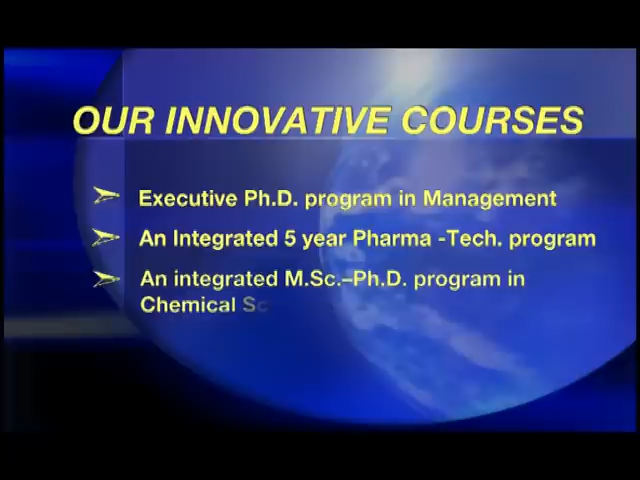 OUR INNOVATIVE COURSES
Executive Ph.D. program in Management
An Integrated 5 year Pharma -Tech. program
An integrated M.Sc.–Ph.D. program in
Chemical